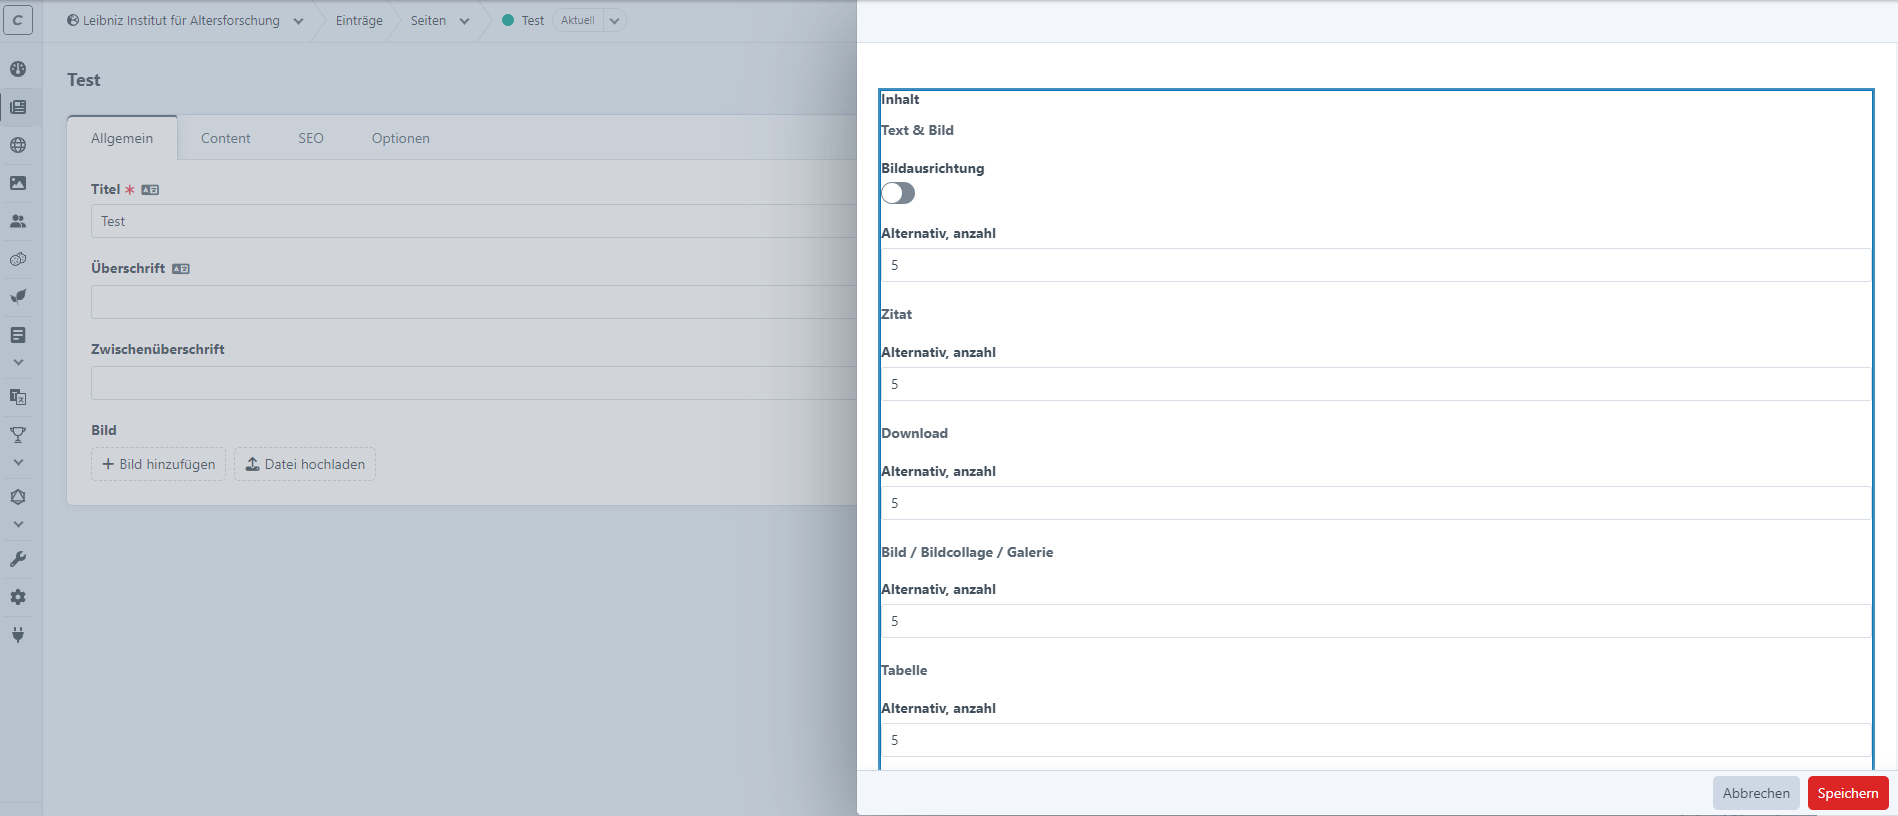 C
Leibniz Institut für Altersforschung
Einträge
Seiten
Test
Aktuell
Test
Allgemein
Content
SEO
Optionen
Titel *
Test
Überschrift
Zwischenüberschrift
Bild
+ Bild hinzufügen
Datei hochladen
Inhalt
Text & Bild
Bildausrichtung
Alternativ, anzahl
5
Zitat
Alternativ, anzahl
5
Download
Alternativ, anzahl
5
Bild / Bildcollage / Galerie
Alternativ, anzahl
5
Tabelle
Alternativ, anzahl
5
Abbrechen
Speichern